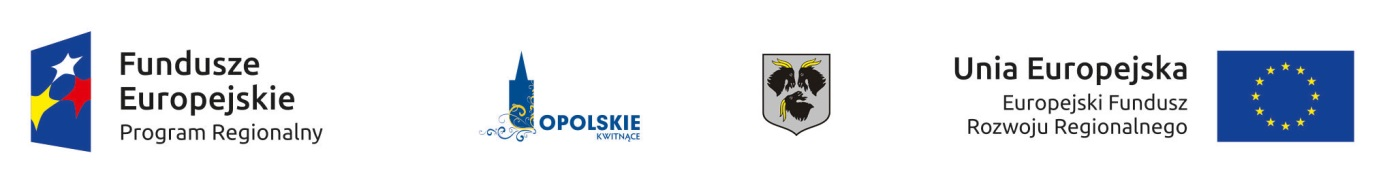 Fundusze
Europejskie
Program Regionalny
OPOLSKIE
KWITNĄCE
Unia Europejska
Europejski Fundusz
Rozwoju Regionalnego